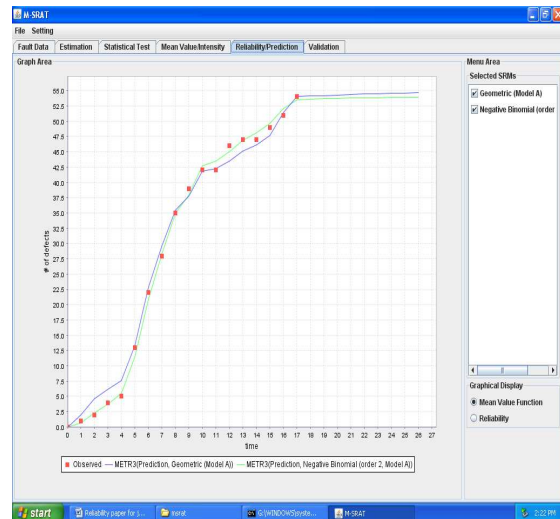 M-SRAT
File Setting
Fault Data Estimation Statistical Test Mean Value/Intensity Reliability/Prediction Validation
Graph Area
Menu Area
Selected SRMs
Geometric (Model A)
Negative Binomial (order
55.0
52.5
50.0
47.5
45.0
42.5
40.0
37.5
35.0
32.5
30.0
27.5
25.0
22.5
20.0
17.5
15.0
12.5
10.0
7.5
5.0
2.5
0.0
# of defects
0 1 2 3 4 5 6 7 8 9 10 11 12 13 14 15 16 17 18 19 20 21 22 23 24 25 26 27
time
Observed METR3(Prediction, Geometric (Model A)) METR3(Prediction, Negative Binomial (order 2, Model A))
Graphical Display
Mean Value Function
Reliability
start Reliability paper for j... msrat G:\WINDOWS\syste... M-SRAT 2:22 PM